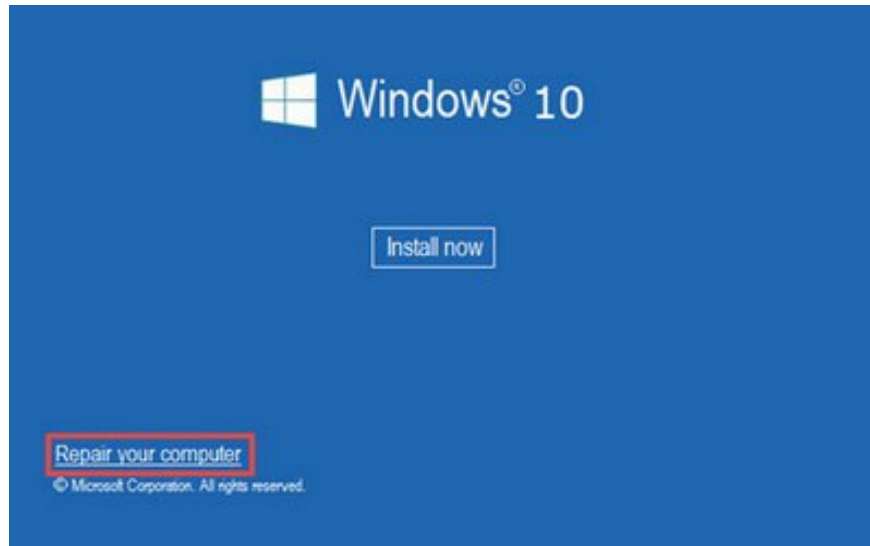 Windows® 10
Install now
Repair your computer
© Microsoft Corporation. All rights reserved.